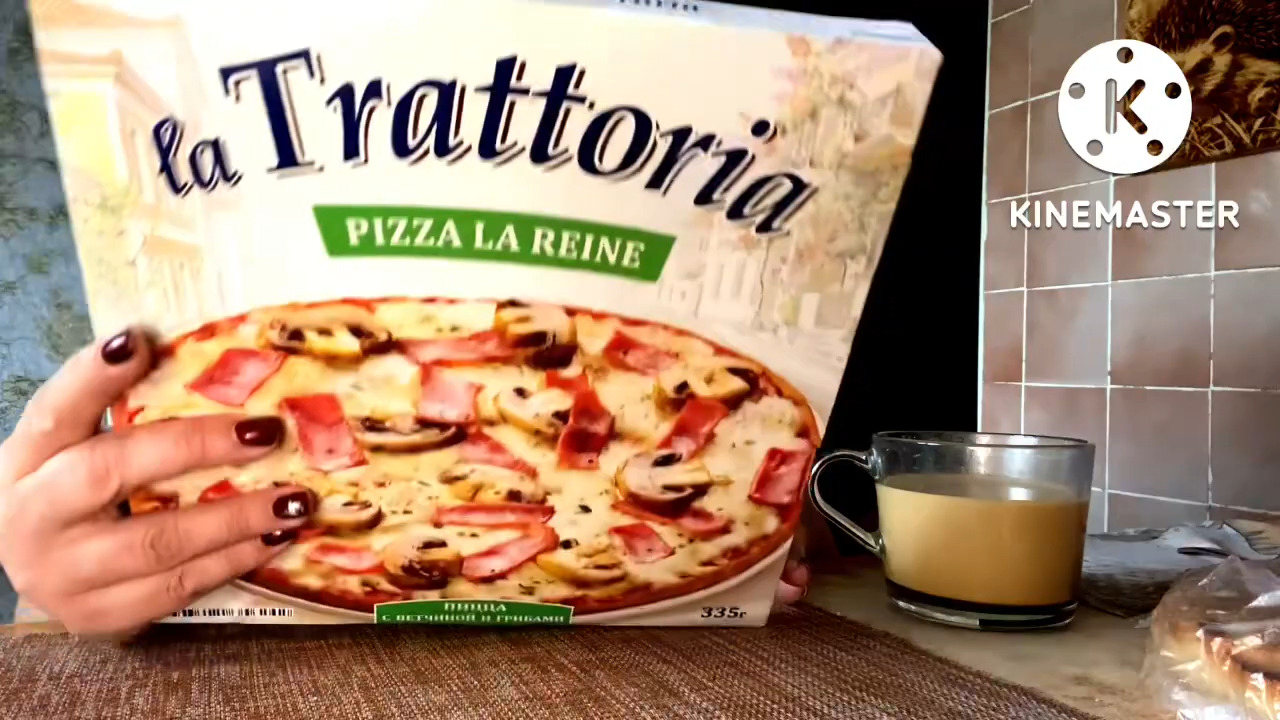 la Trattoria
PIZZA LA REINE
ПИЦЦА
С ВЕТЧИНОЙ И ГРИБАМИ
335г
K
KINEMASTER